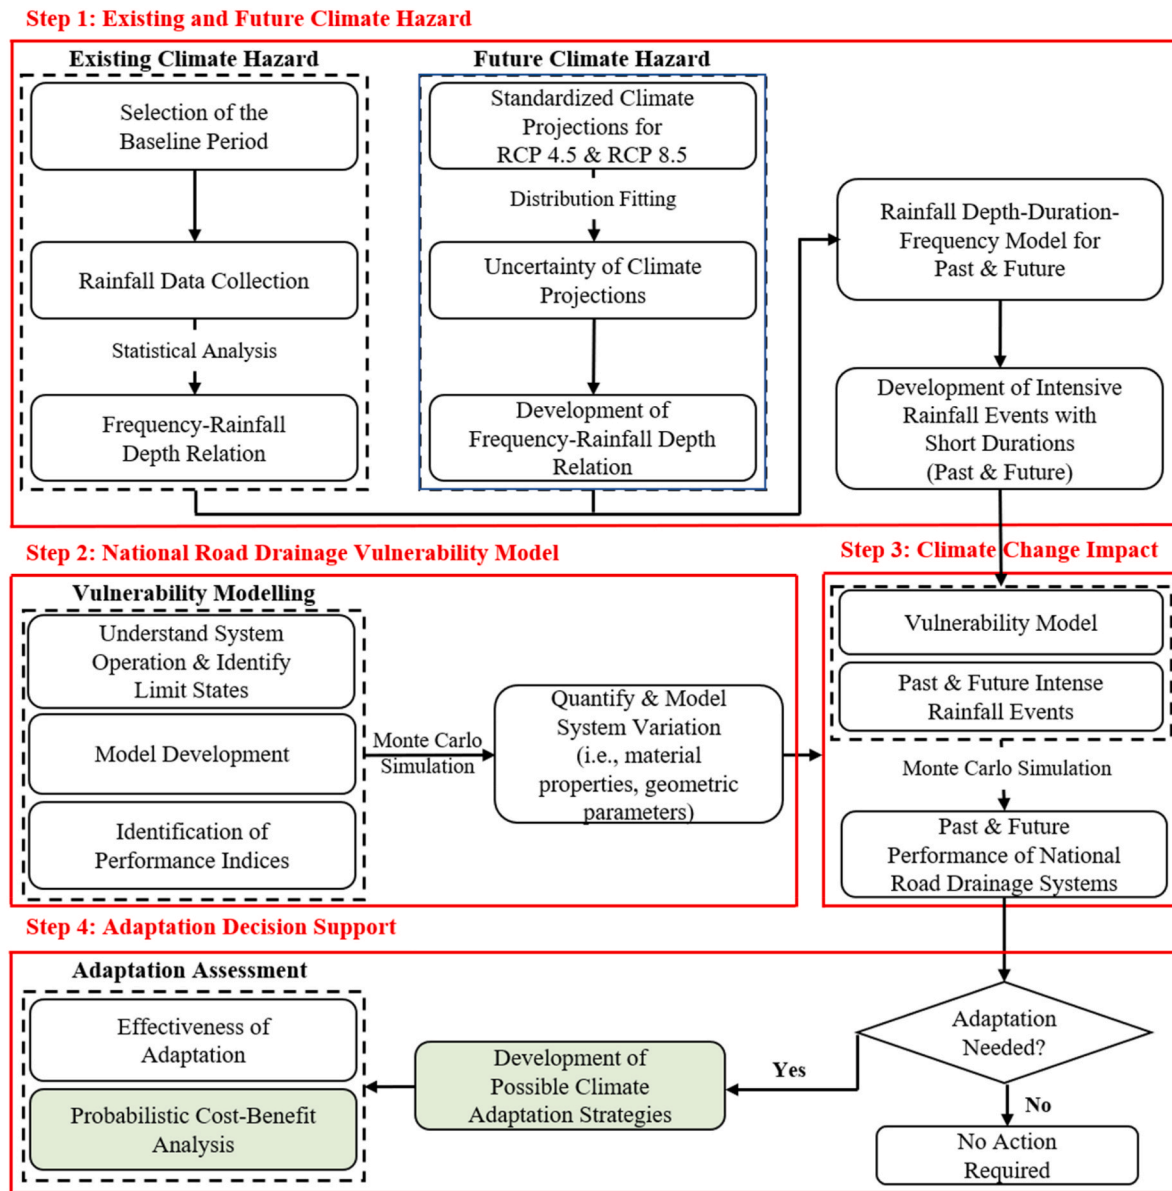 Step 1: Existing and Future Climate Hazard
Existing Climate Hazard
Selection of the
Baseline Period
Rainfall Data Collection
Statistical Analysis
Frequency-Rainfall
Depth Relation
Future Climate Hazard
Standardized Climate
Projections for
RCP 4.5 & RCP 8.5
Distribution Fitting
Uncertainty of Climate
Projections
Development of
Frequency-Rainfall Depth
Relation
Rainfall Depth-Duration-
Frequency Model for
Past & Future
Development of Intensive
Rainfall Events with
Short Durations
(Past & Future)
Step 2: National Road Drainage Vulnerability Model
Vulnerability Modelling
Understand System
Operation & Identify
Limit States
Model Development
Identification of
Performance Indices
Monte Carlo
Simulation
Quantify & Model
System Variation
(i.e., material
properties, geometric
parameters)
Step 3: Climate Change Impact
Vulnerability Model
Past & Future Intense
Rainfall Events
Monte Carlo Simulation
Past & Future
Performance of National
Road Drainage Systems
Step 4: Adaptation Decision Support
Adaptation Needed?
Yes
No
No Action
Required
Development of
Possible Climate
Adaptation Strategies
Adaptation Assessment
Effectiveness of
Adaptation
Probabilistic Cost-Benefit
Analysis